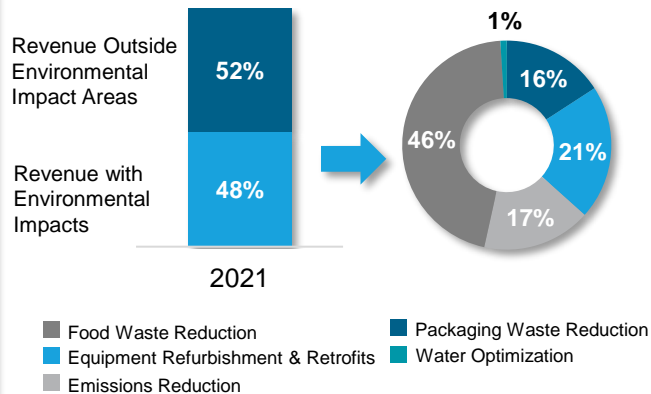 Revenue Outside
Environmental
Impact Areas
52%
Revenue with
Environmental
Impacts
48%
2021
1%
16%
46%
21%
17%
Food Waste Reduction
Packaging Waste Reduction
Equipment Refurbishment & Retrofits
Water Optimization
Emissions Reduction